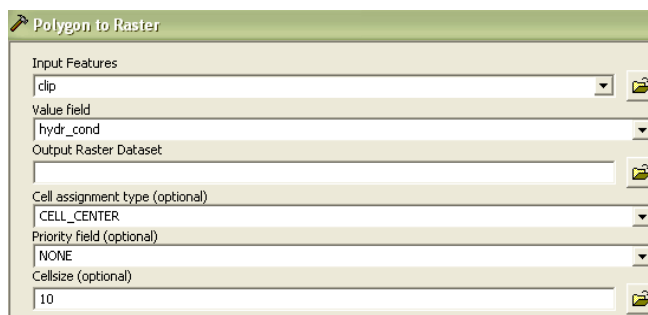 Polygon to Raster
Input Features
clip
Value field
hydr_cond
Output Raster Dataset
Cell assignment type (optional)
CELL_CENTER
Priority field (optional)
NONE
Cellsize (optional)
10